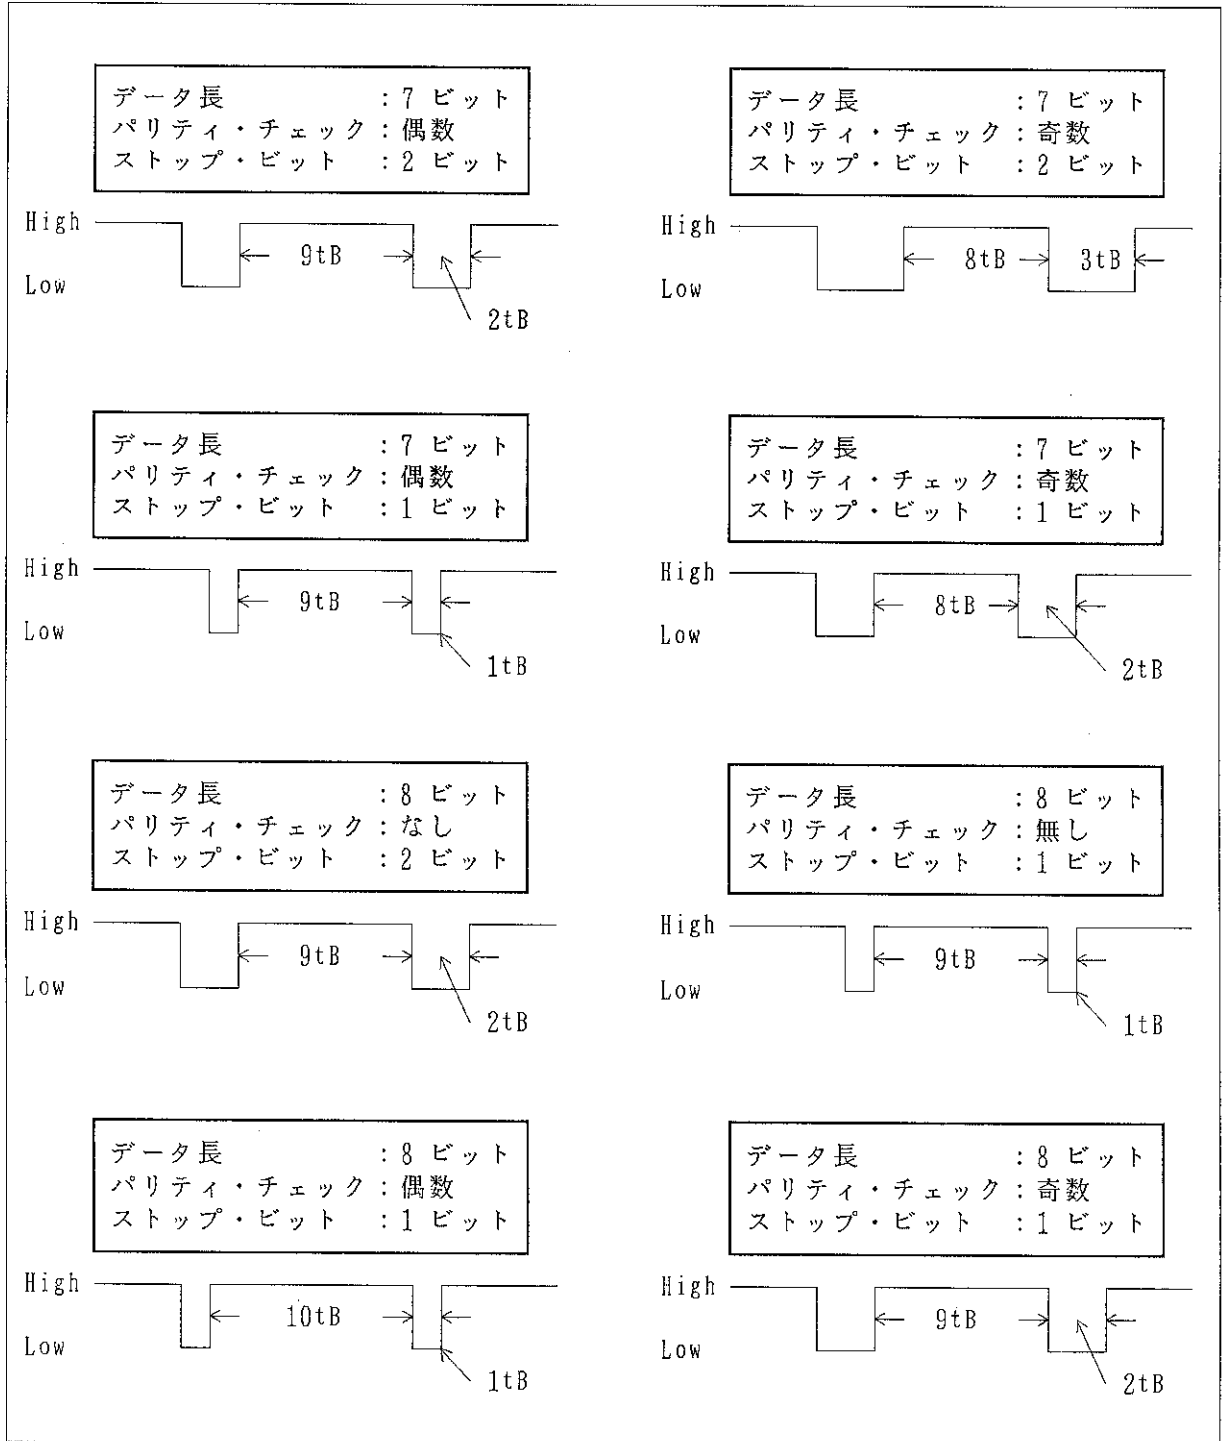 データ長 : 7 ビット
パリティ・チェック : 偶数
ストップ・ビット : 2 ビット
High
Low
9tB
2tB
データ長 : 7 ビット
パリティ・チェック : 奇数
ストップ・ビット : 2 ビット
High
Low
8tB
3tB
データ長 : 7 ビット
パリティ・チェック : 偶数
ストップ・ビット : 1 ビット
High
Low
9tB
1tB
データ長 : 7 ビット
パリティ・チェック : 奇数
ストップ・ビット : 1 ビット
High
Low
8tB
2tB
データ長 : 8 ビット
パリティ・チェック : なし
ストップ・ビット : 2 ビット
High
Low
9tB
2tB
データ長 : 8 ビット
パリティ・チェック : 無し
ストップ・ビット : 1 ビット
High
Low
9tB
1tB
データ長 : 8 ビット
パリティ・チェック : 偶数
ストップ・ビット : 1 ビット
High
Low
10tB
1tB
データ長 : 8 ビット
パリティ・チェック : 奇数
ストップ・ビット : 1 ビット
High
Low
9tB
2tB